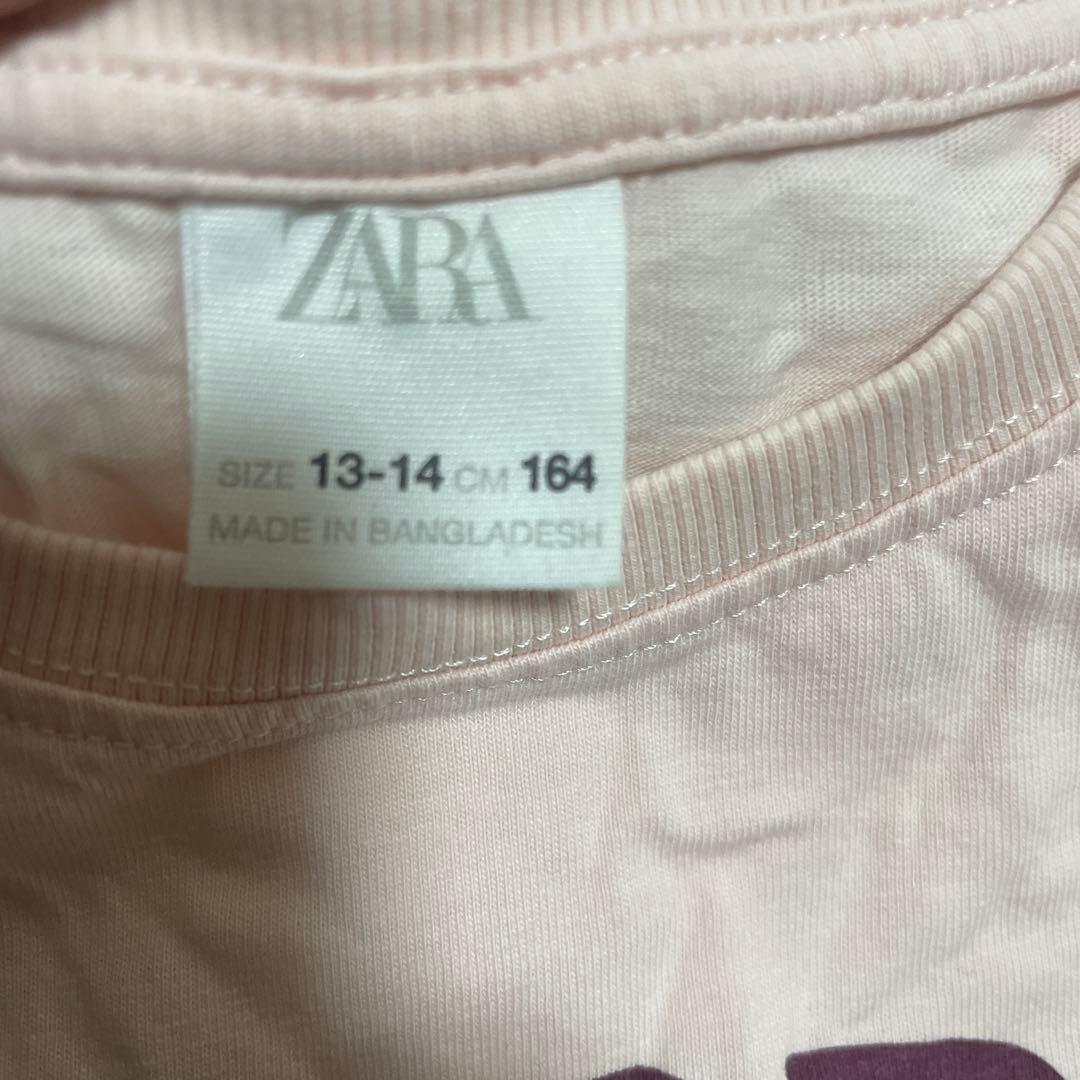 ZARA
SIZE 13-14 CM 164
MADE IN BANGLADESH